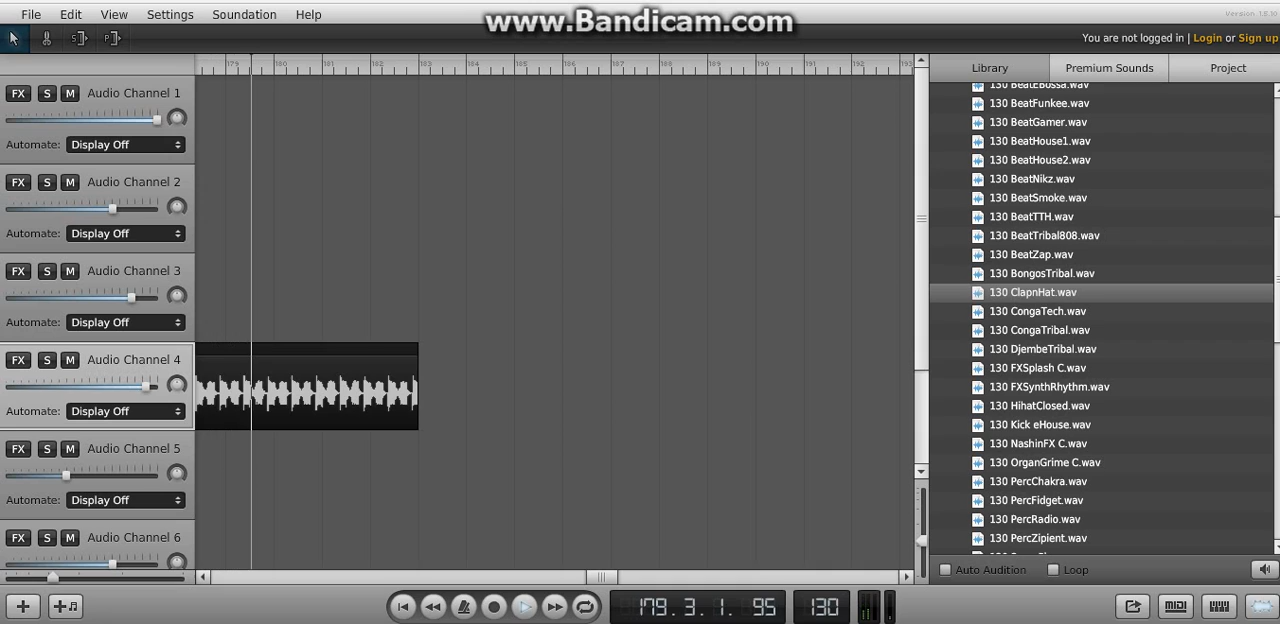 www.Bandicam.com
File Edit View Settings Soundation Help
Version 1.5.10
You are not logged in | Login or Sign up
179 180 181 182 183 184 185 186 187 188 189 190 191 192 193
Library Premium Sounds Project
FX S M Audio Channel 1
Automate: Display Off
FX S M Audio Channel 2
Automate: Display Off
FX S M Audio Channel 3
Automate: Display Off
FX S M Audio Channel 4
Automate: Display Off
FX S M Audio Channel 5
Automate: Display Off
FX S M Audio Channel 6
130 BeatEBossa.wav
130 BeatFunkee.wav
130 BeatGamer.wav
130 BeatHouse1.wav
130 BeatHouse2.wav
130 BeatNikz.wav
130 BeatSmoke.wav
130 BeatTTH.wav
130 BeatTribal808.wav
130 BeatZap.wav
130 BongosTribal.wav
130 ClapnHat.wav
130 CongaTech.wav
130 CongaTribal.wav
130 DjembeTribal.wav
130 FXSplash C.wav
130 FXSynthRhythm.wav
130 HihatClosed.wav
130 Kick eHouse.wav
130 NashinFX C.wav
130 OrganGrime C.wav
130 PercChakra.wav
130 PercFidget.wav
130 PercRadio.wav
130 PercZipient.wav
Auto Audition Loop
179. 3. 1. 95 130
MIDI